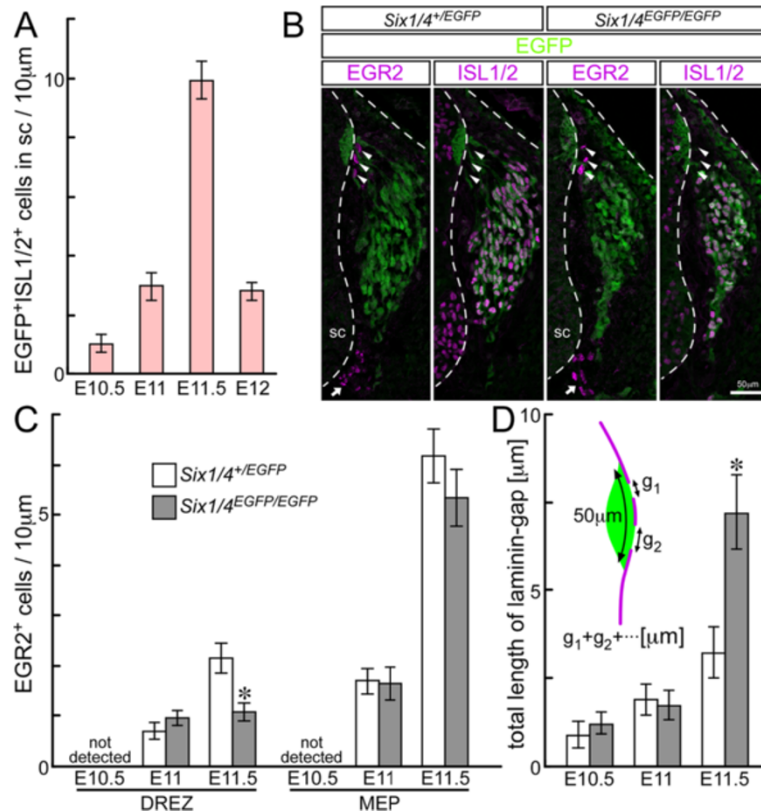 A
EGFP⁺ISL1/2⁺ cells in sc / 10μm
10
0
E10.5 E11 E11.5 E12
B
Six1/4⁺/ᴱᴳᶠᴾ Six1/4ᴱᴳᶠᴾ/ᴱᴳᶠᴾ
EGFP
EGR2 ISL1/2 EGR2 ISL1/2
sc sc
50μm
C
EGR2⁺ cells / 10μm
5
0
Six1/4⁺/ᴱᴳᶠᴾ
Six1/4ᴱᴳᶠᴾ/ᴱᴳᶠᴾ
*
not
detected
not
detected
E10.5 E11 E11.5 E10.5 E11 E11.5
DREZ MEP
D
total length of laminin-gap [μm]
10
5
0
50μm
g₁
g₂
g₁+g₂+⋯[μm]
*
E10.5 E11 E11.5